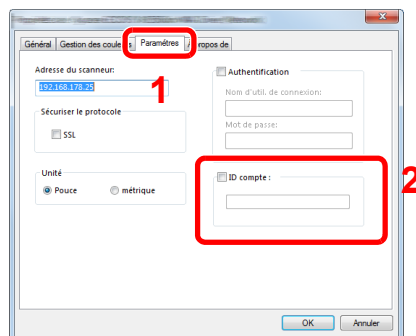 Général Gestion des coule s Paramètres ropos de
Adresse du scanneur:
192.168.178.25
1
Authentification
Nom d'util. de connexion:
Mot de passe:
Sécuriser le protocole
SSL
Unité
Pouce métrique
ID compte :
2
OK Annuler